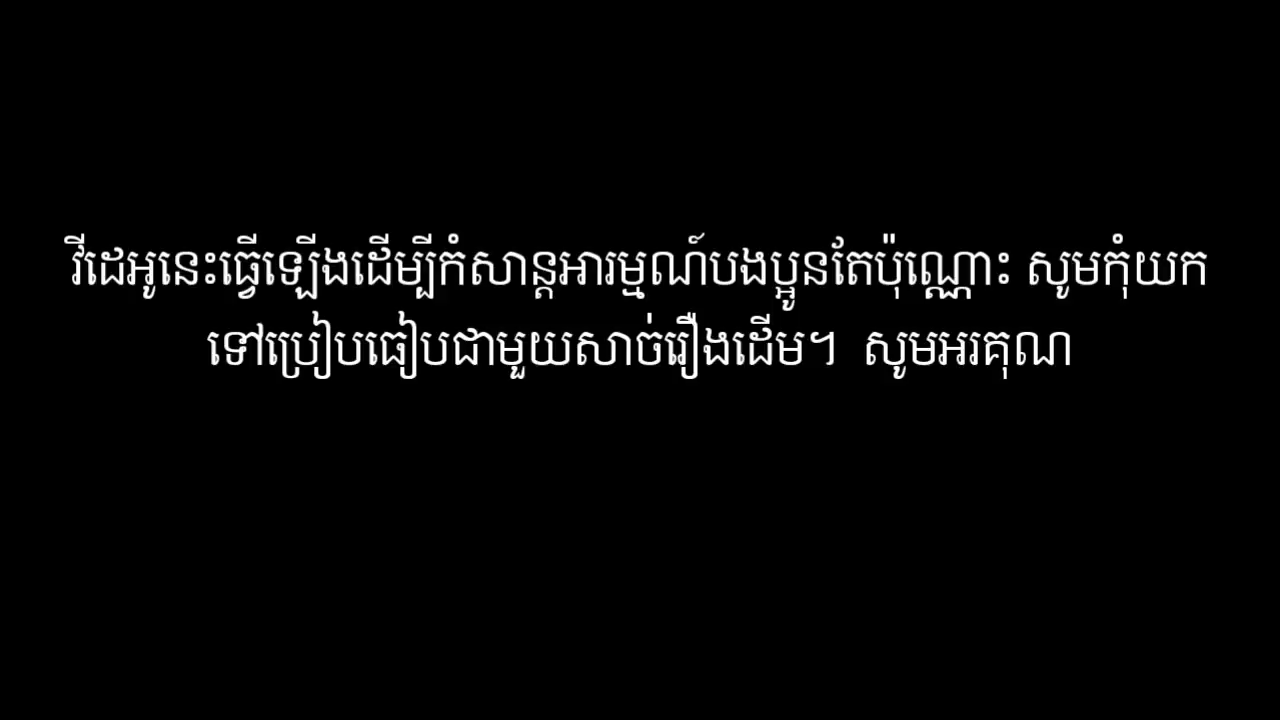 វីដេអូនេះធ្វើឡើងដើម្បីកំសាន្តអារម្មណ៍បងប្អូនតែប៉ុណ្ណោះ សូមកុំយក
ទៅប្រៀបធៀបជាមួយសាច់រឿងដើម។ សូមអរគុណ